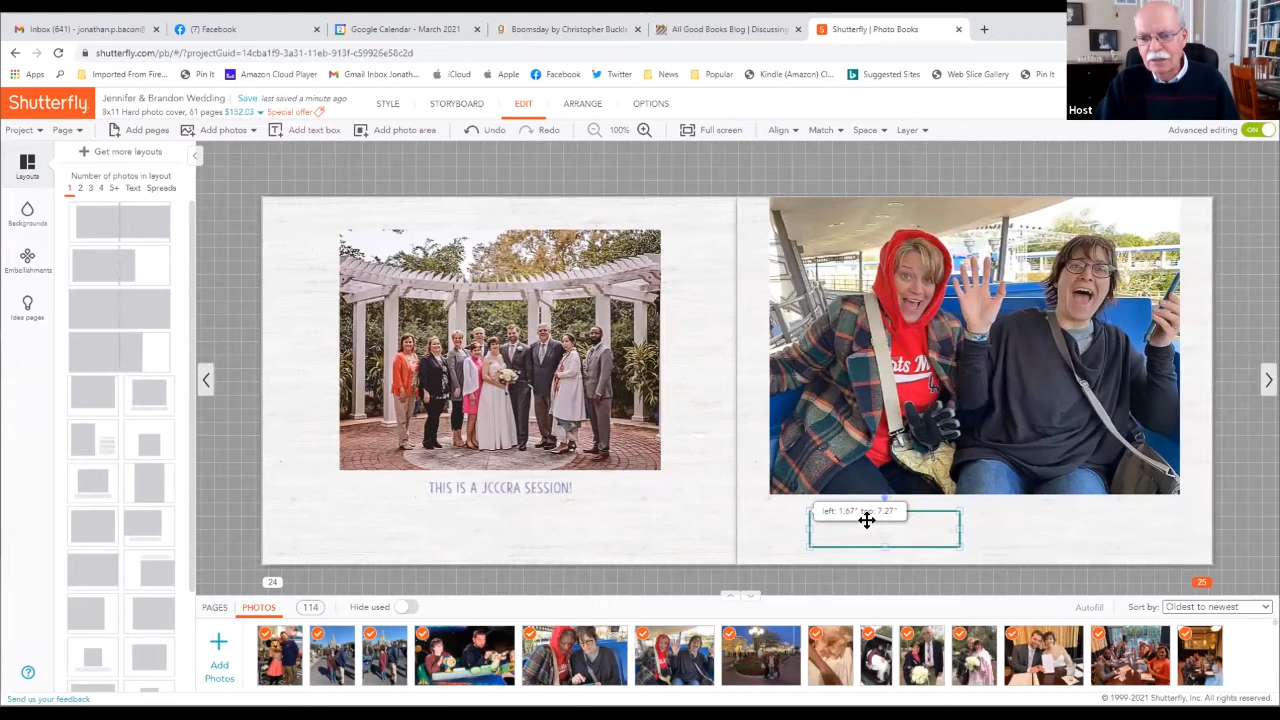 Inbox (641) - jonathan.p.
(7) Facebook
Google Calendar - March 2021
Boomsday by Christopher Buckl
All Good Books Blog | Discussing
Shutterfly | Photo Books
shutterfly.com/pb/#/?projectGuid=14cba1f9-3a31-11eb-913f-c59926e58c2d
Apps
Imported From Fire...
Pin It
Amazon Cloud Player
Gmail Inbox Jonath...
iCloud
Apple
Facebook
Twitter
News
Popular
Kindle (Amazon) Cl...
Suggested Sites
Web Slice Gallery
Pin It
Host
Shutterfly
Jennifer & Brandon Wedding
Save last saved a minute ago
8x11 Hard photo cover, 61 pages $152.03
Special offer
STYLE
STORYBOARD
EDIT
ARRANGE
OPTIONS
Project
Page
Add pages
Add photos
Add text box
Add photo area
Undo
Redo
100%
Full screen
Align
Match
Space
Layer
Advanced editing
ON
Layouts
Backgrounds
Embellishments
Idea pages
Get more layouts
Number of photos in layout
1 2 3 4 5+ Text Spreads
THIS IS A JCCCRA SESSION!
left: 1.67" top: 7.27"
24
25
PAGES
PHOTOS
114
Hide used
Autofill
Sort by:
Oldest to newest
Add
Photos
Send us your feedback
© 1999-2021 Shutterfly, Inc. All rights reserved.